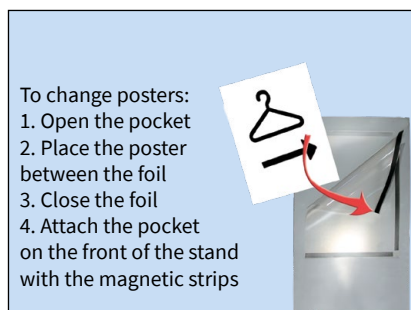 To change posters:
1. Open the pocket
2. Place the poster
between the foil
3. Close the foil
4. Attach the pocket
on the front of the stand
with the magnetic strips